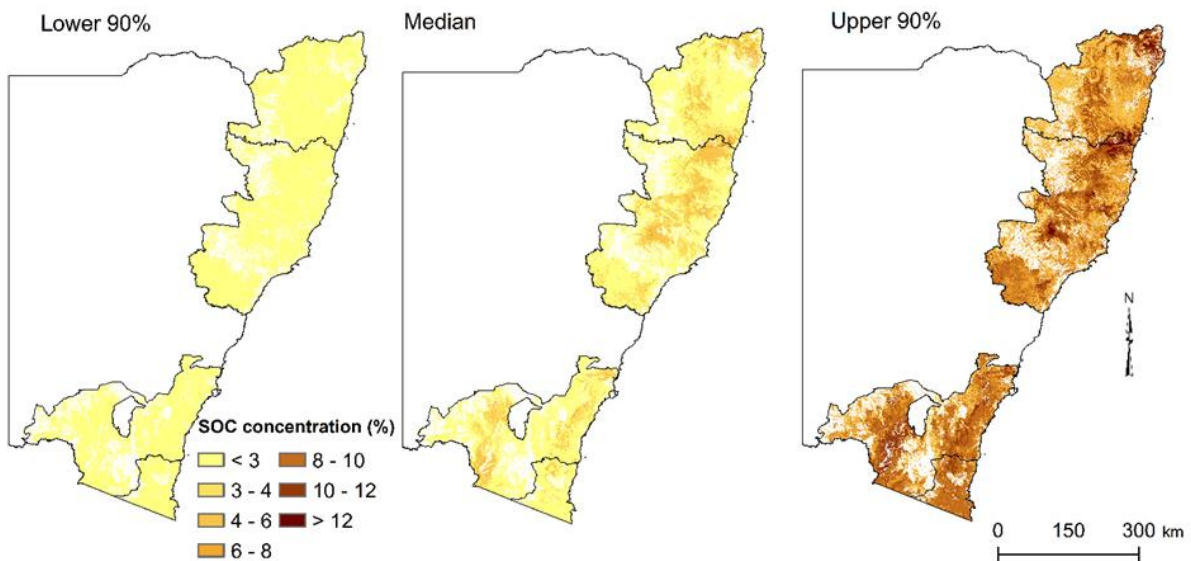 Lower 90%
Median
Upper 90%
N
SOC concentration (%)
< 3
8 - 10
3 - 4
10 - 12
4 - 6
> 12
6 - 8
0 150 300 km